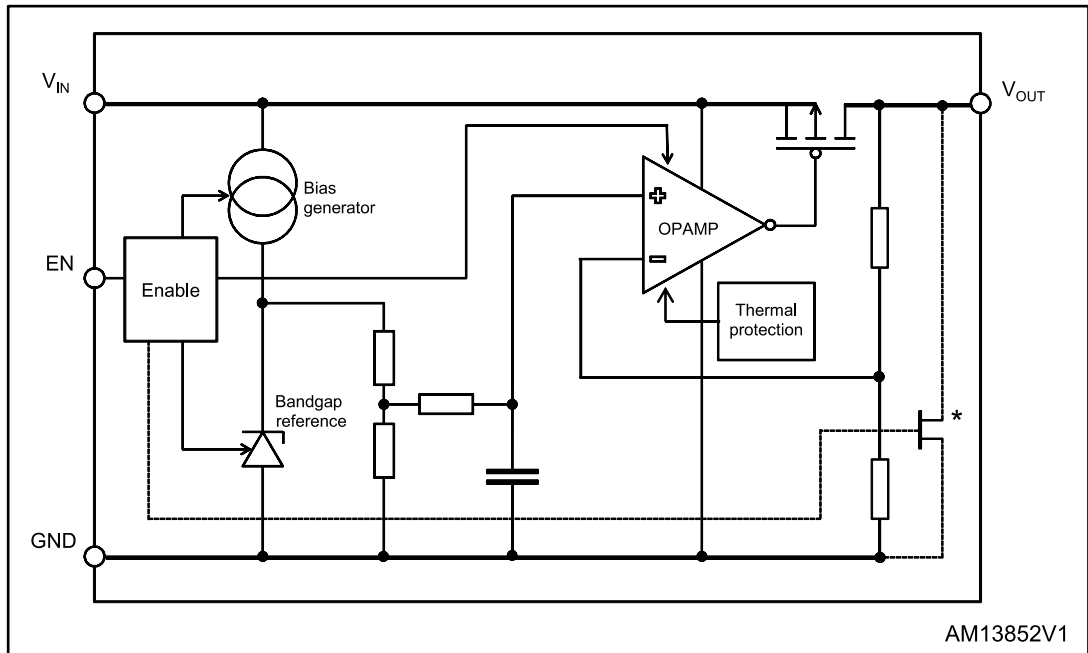 VIN
VOUT
Bias
generator
+
OPAMP
-
EN
Enable
Thermal
protection
Bandgap
reference
*
GND
AM13852V1